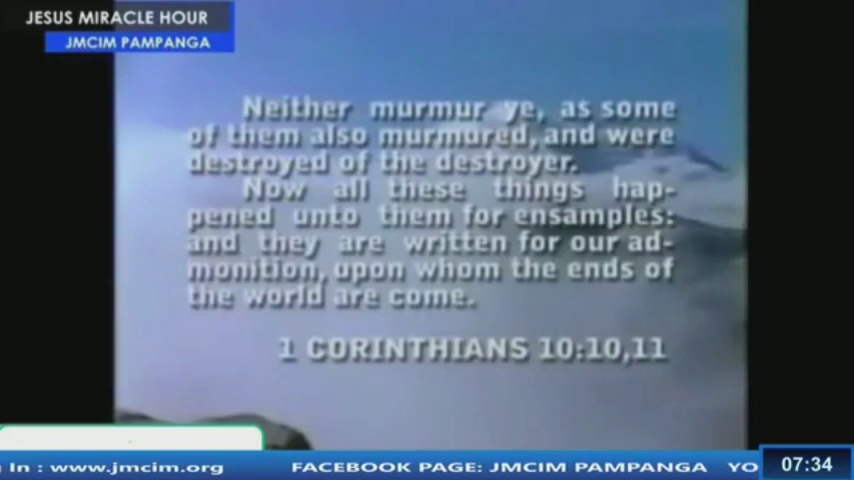 JESUS MIRACLE HOUR
JMCIM PAMPANGA
Neither murmur ye, as some
of them also murmured, and were
destroyed of the destroyer.
Now all these things hap-
pened unto them for ensamples:
and they are written for our ad-
monition, upon whom the ends of
the world are come.
1 CORINTHIANS 10:10,11
In : www.jmcim.org FACEBOOK PAGE: JMCIM PAMPANGA YO
07:34